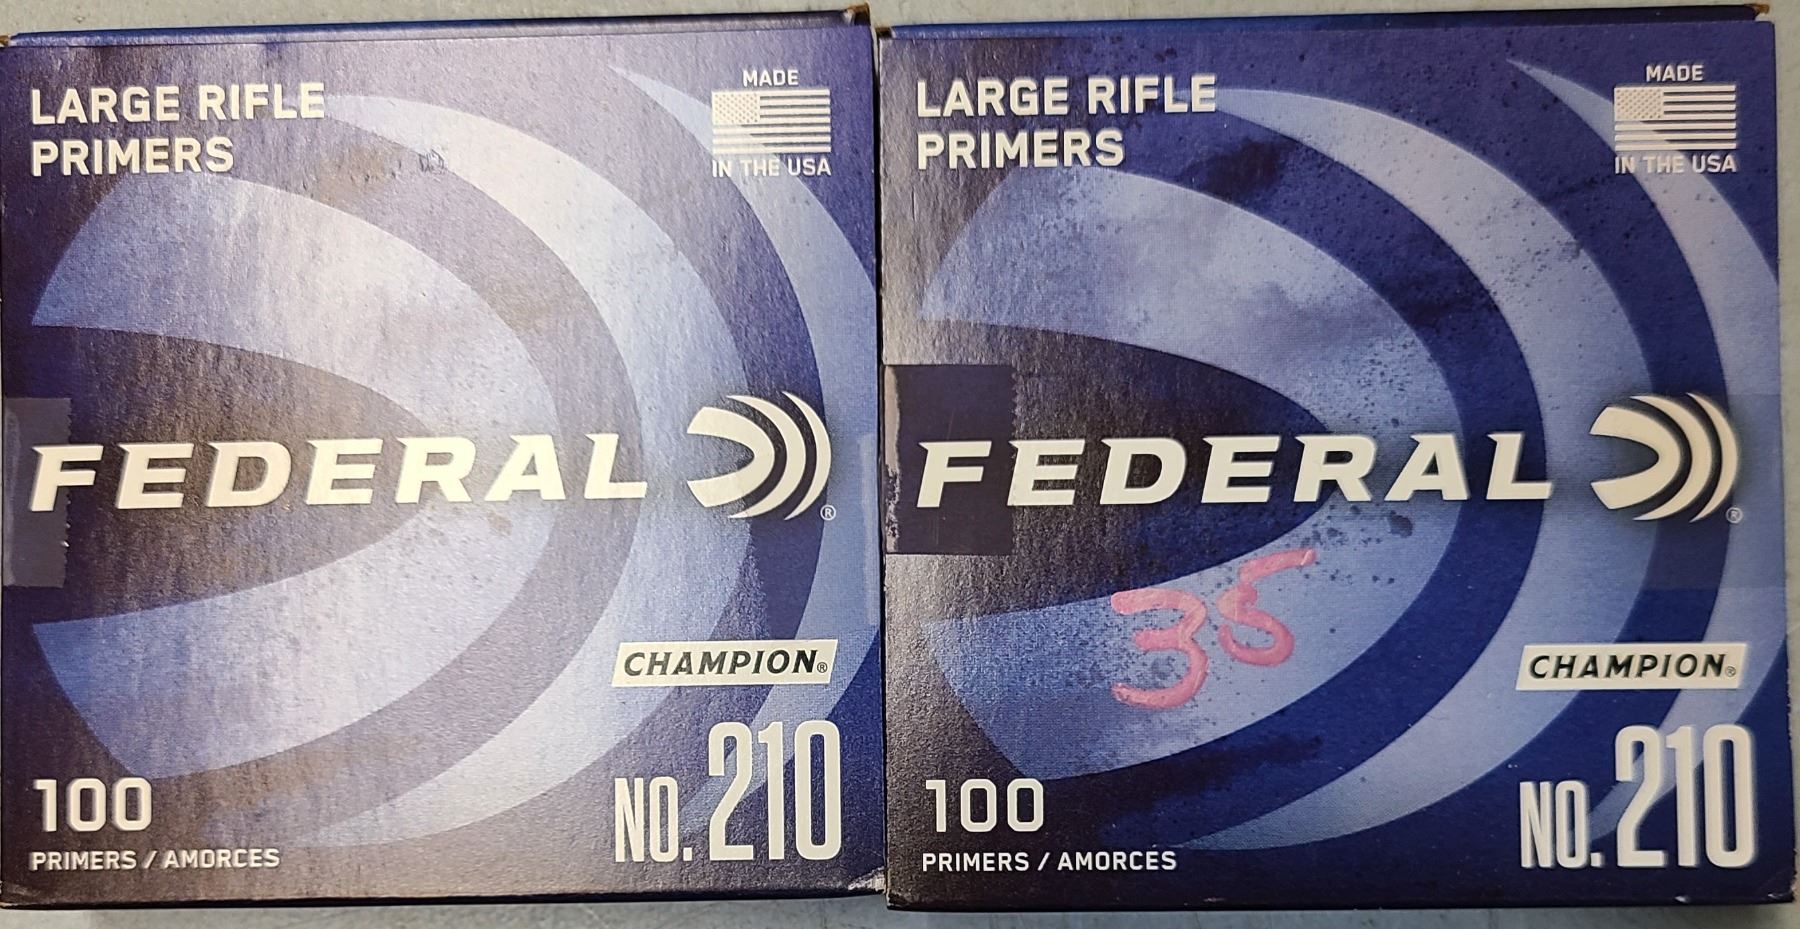 LARGE RIFLE
PRIMERS
MADE
IN THE USA
FEDERAL
®
CHAMPION®
100
PRIMERS / AMORCES
NO. 210
LARGE RIFLE
PRIMERS
MADE
IN THE USA
FEDERAL
®
35
CHAMPION®
100
PRIMERS / AMORCES
NO. 210